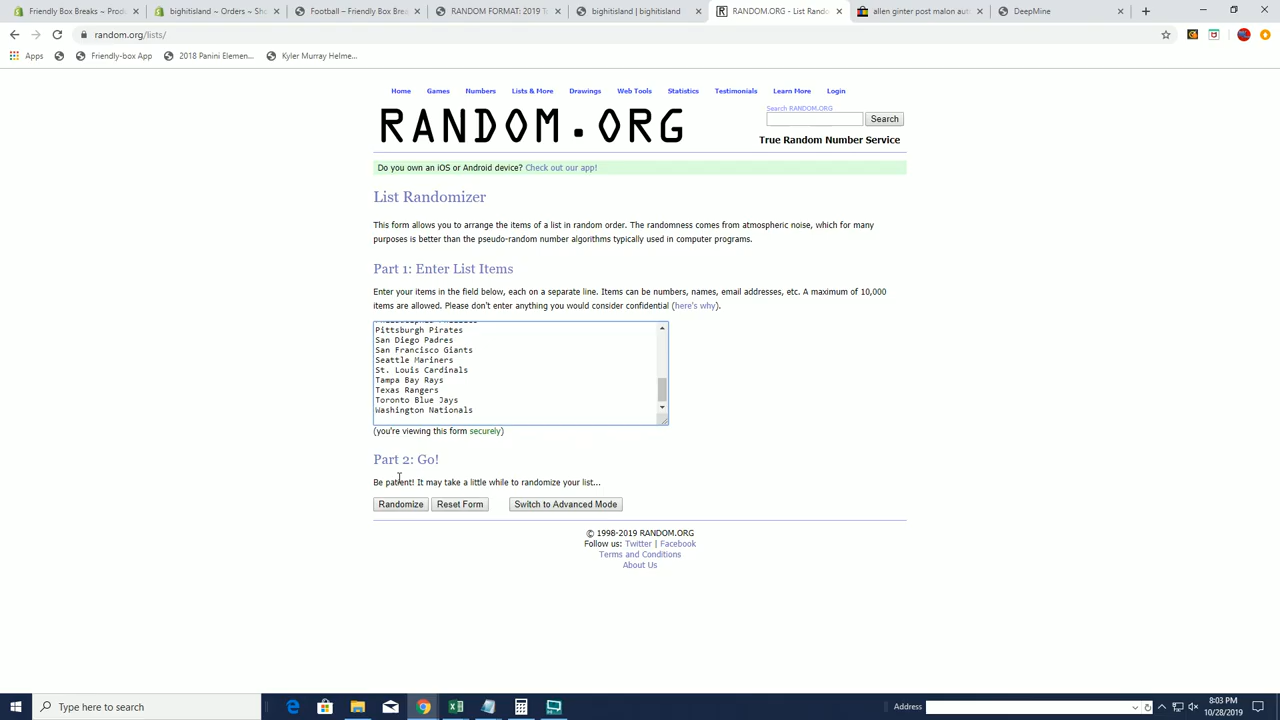 Friendly Box Breaks ~ Prod
bighitisland ~ Orders ~ Sha
Football – Friendly Box Brea
RANDOM FORMAT: 2019 T
bighitisland | bighitisland
RANDOM.ORG - List Rando
allen ginter post malon auto
DeepMine
random.org/lists/
Apps
Friendly-box App
2018 Panini Elemen...
Kyler Murray Helme...
Home Games Numbers Lists & More Drawings Web Tools Statistics Testimonials Learn More Login
RANDOM.ORG
Search RANDOM.ORG
Search
True Random Number Service
Do you own an iOS or Android device? Check out our app!
List Randomizer
This form allows you to arrange the items of a list in random order. The randomness comes from atmospheric noise, which for many
purposes is better than the pseudo-random number algorithms typically used in computer programs.
Part 1: Enter List Items
Enter your items in the field below, each on a separate line. Items can be numbers, names, email addresses, etc. A maximum of 10,000
items are allowed. Please don't enter anything you would consider confidential (here's why).
Pittsburgh Pirates
San Diego Padres
San Francisco Giants
Seattle Mariners
St. Louis Cardinals
Tampa Bay Rays
Texas Rangers
Toronto Blue Jays
Washington Nationals
(you're viewing this form securely)
Part 2: Go!
Be patient! It may take a little while to randomize your list...
Randomize Reset Form Switch to Advanced Mode
© 1998-2019 RANDOM.ORG
Follow us: Twitter | Facebook
Terms and Conditions
About Us
Type here to search
Address
8:03 PM
10/28/2019